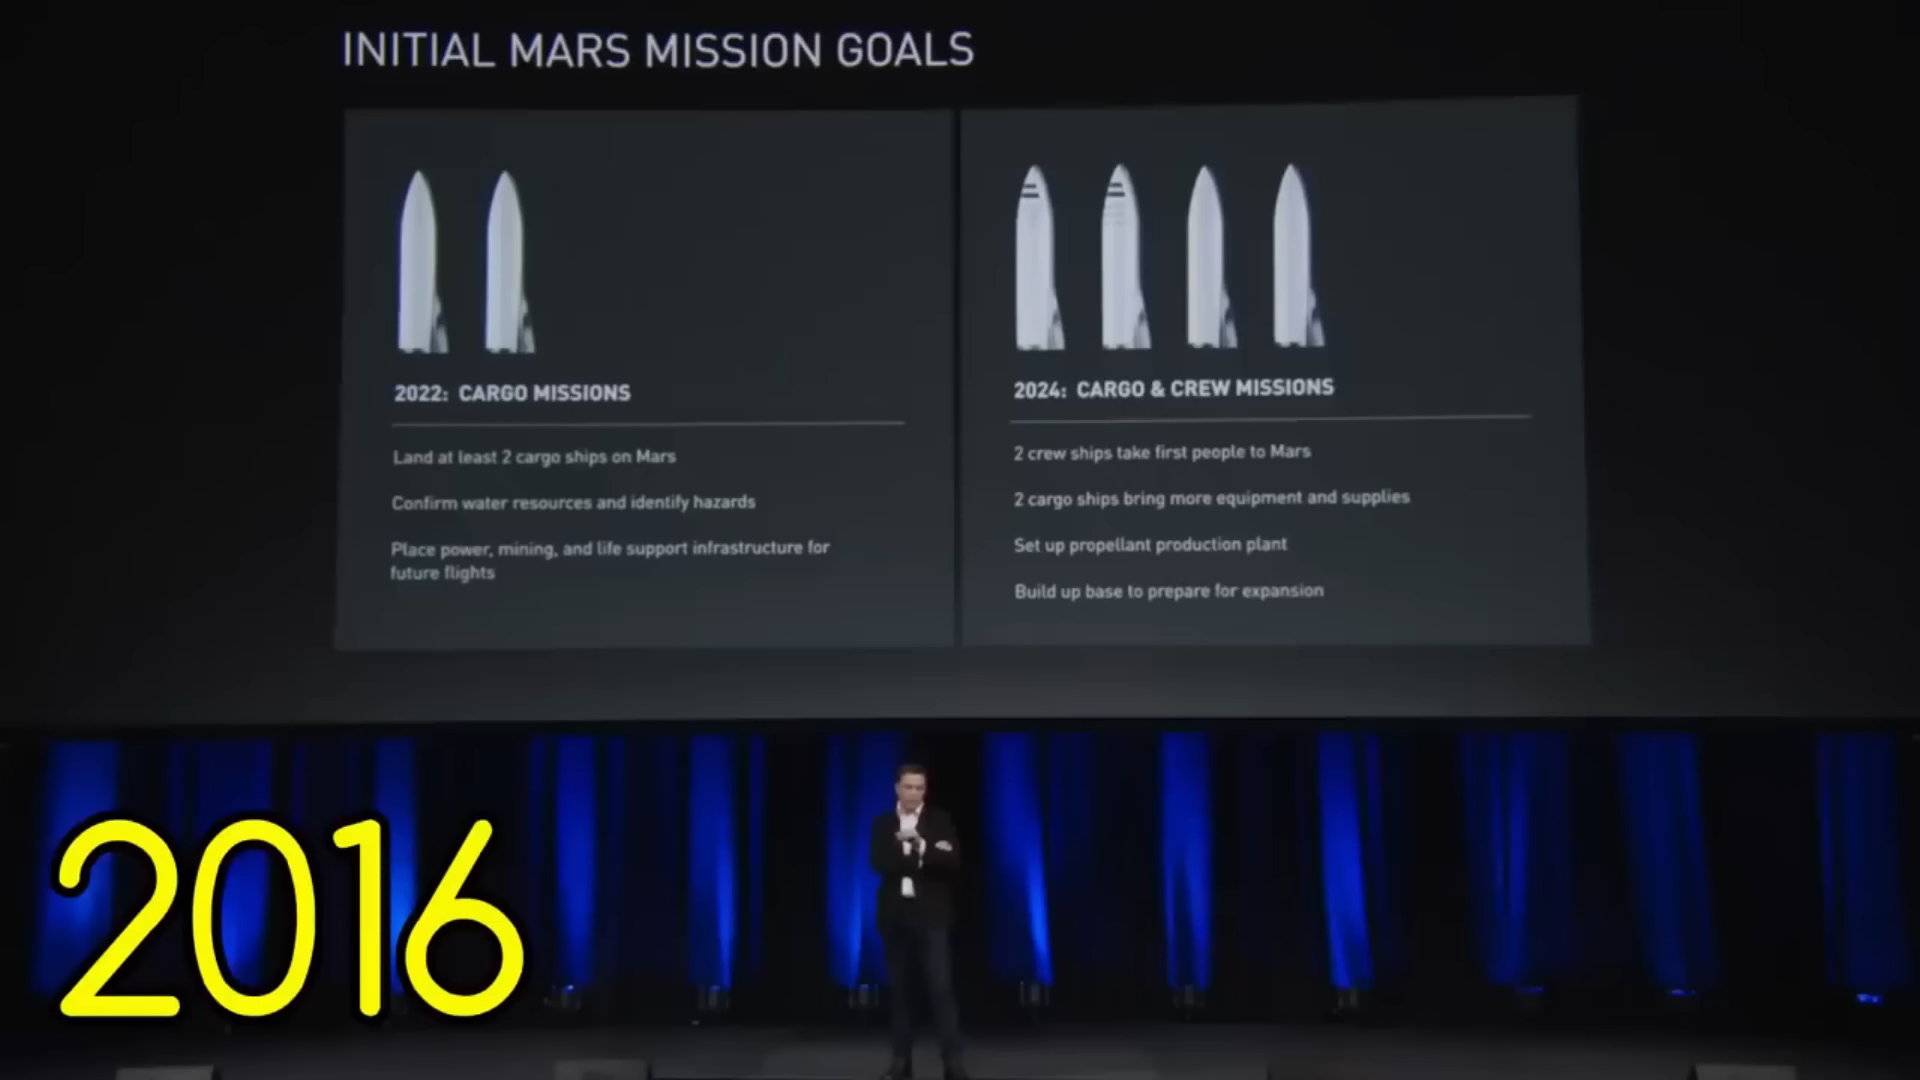 INITIAL MARS MISSION GOALS
2022: CARGO MISSIONS
Land at least 2 cargo ships on Mars
Confirm water resources and identify hazards
Place power, mining, and life support infrastructure for
future flights
2024: CARGO & CREW MISSIONS
2 crew ships take first people to Mars
2 cargo ships bring more equipment and supplies
Set up propellant production plant
Build up base to prepare for expansion
2016